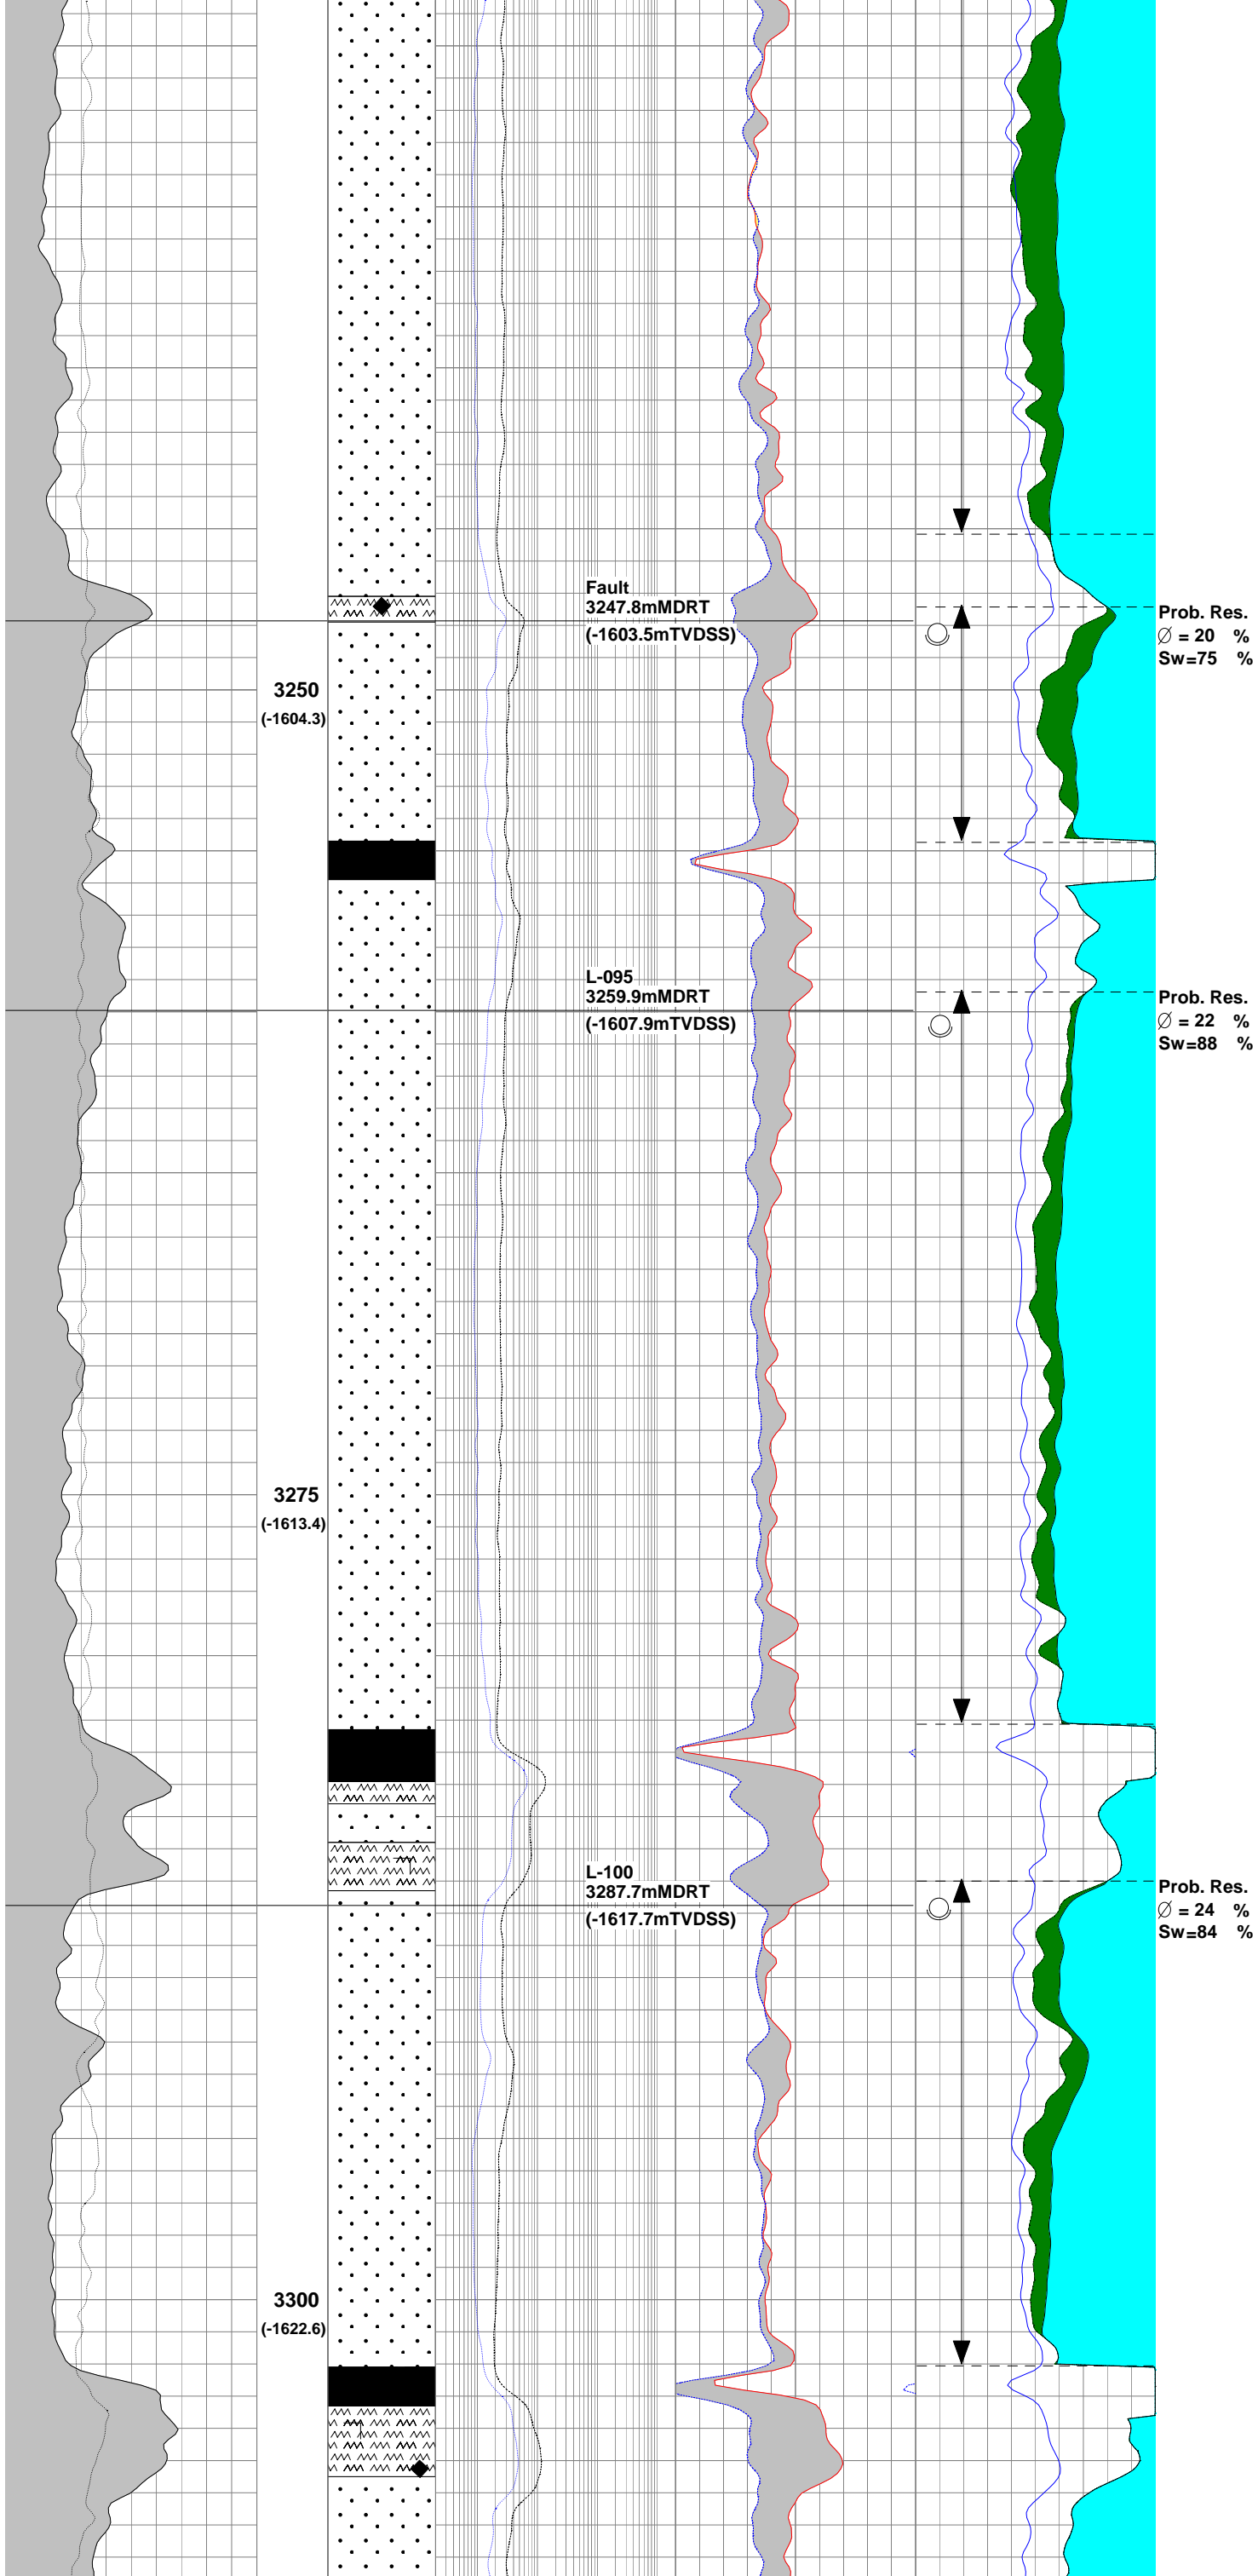 Fault
3247.8mMDRT
(-1603.5mTVDSS)
Prob. Res.
∅ = 20 %
Sw=75 %
3250
(-1604.3)
L-095
3259.9mMDRT
(-1607.9mTVDSS)
Prob. Res.
∅ = 22 %
Sw=88 %
3275
(-1613.4)
L-100
3287.7mMDRT
(-1617.7mTVDSS)
Prob. Res.
∅ = 24 %
Sw=84 %
3300
(-1622.6)